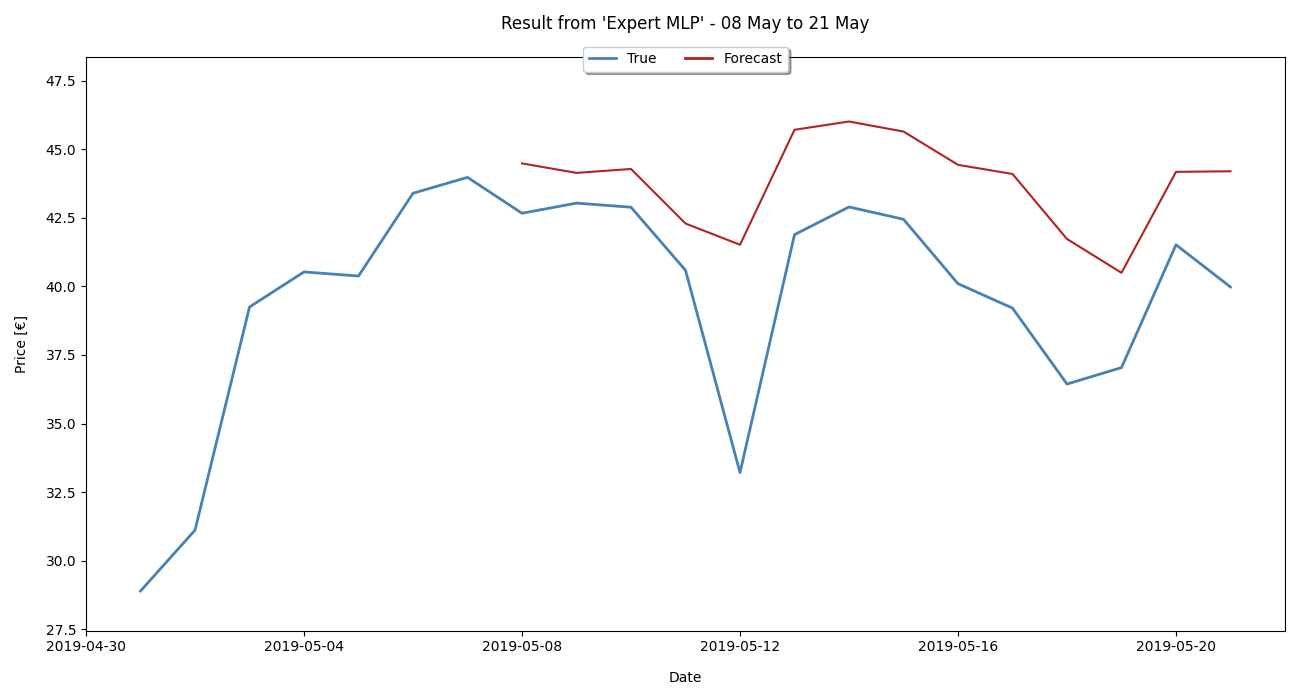 Result from 'Expert MLP' - 08 May to 21 May
True Forecast
47.5
45.0
42.5
40.0
37.5
35.0
32.5
30.0
27.5
Price [€]
2019-04-30 2019-05-04 2019-05-08 2019-05-12 2019-05-16 2019-05-20
Date